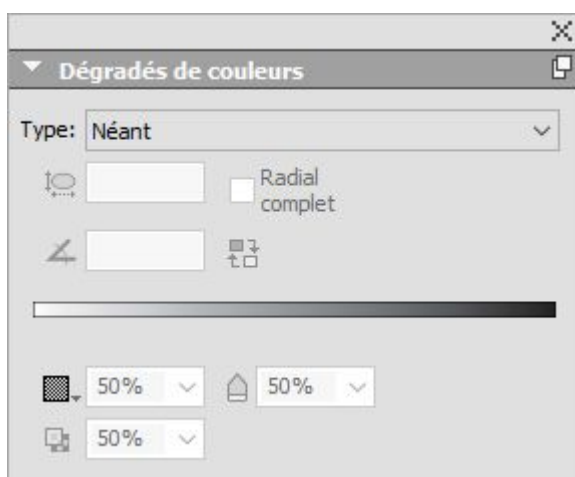 Dégradés de couleurs
Type: Néant
Radial
complet
50% 50%
50%